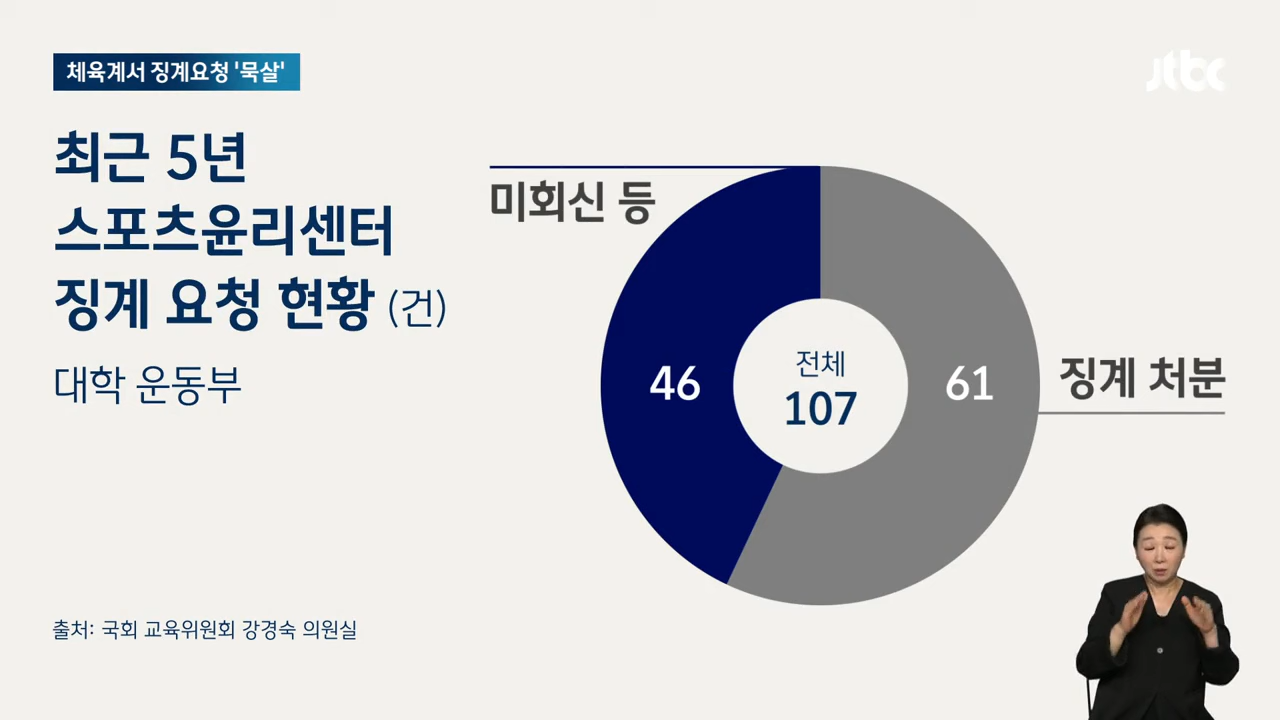 체육계서 징계요청 '묵살'
jtbc
최근 5년
스포츠윤리센터
징계 요청 현황 (건)
대학 운동부
미회신 등
46
전체
107
61
징계 처분
출처: 국회 교육위원회 강경숙 의원실